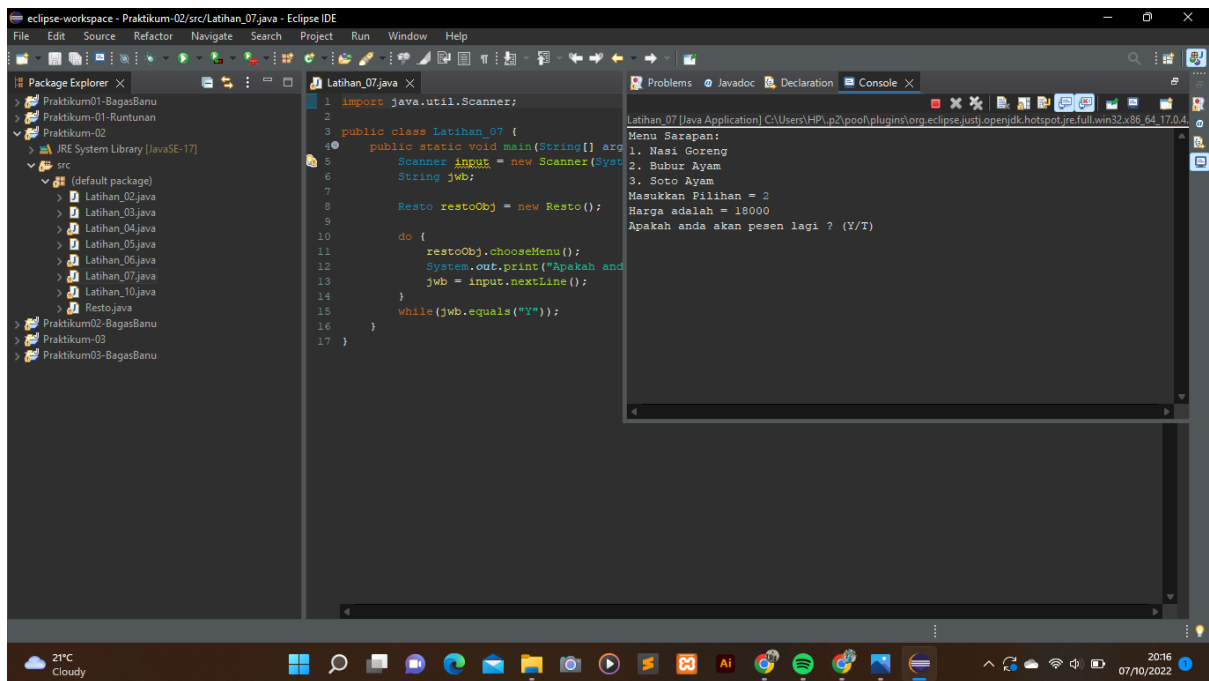 eclipse-workspace - Praktikum-02/src/Latihan_07.java - Eclipse IDE
File Edit Source Refactor Navigate Search Project Run Window Help
Package Explorer
Praktikum01-BagasBanu
Praktikum-01-Runtunan
Praktikum-02
JRE System Library [JavaSE-17]
src
(default package)
Latihan_02.java
Latihan_03.java
Latihan_04.java
Latihan_05.java
Latihan_06.java
Latihan_07.java
Latihan_10.java
Resto.java
Praktikum02-BagasBanu
Praktikum-03
Praktikum03-BagasBanu
Latihan_07.java
1 import java.util.Scanner;
2
3 public class Latihan_07 {
4 public static void main(String[] arg
5 Scanner input = new Scanner(Syst
6 String jwb;
7
8 Resto restoObj = new Resto();
9
10 do {
11 restoObj.chooseMenu();
12 System.out.print("Apakah and
13 jwb = input.nextLine();
14 }
15 while(jwb.equals("Y"));
16 }
17 }
Problems Javadoc Declaration Console
Latihan_07 [Java Application] C:\Users\HP\.p2\pool\plugins\org.eclipse.justj.openjdk.hotspot.jre.full.win32.x86_64_17.0.4.
Menu Sarapan:
1. Nasi Goreng
2. Bubur Ayam
3. Soto Ayam
Masukkan Pilihan = 2
Harga adalah = 18000
Apakah anda akan pesen lagi ? (Y/T)
21°C
Cloudy
Ai
20:16
07/10/2022
1